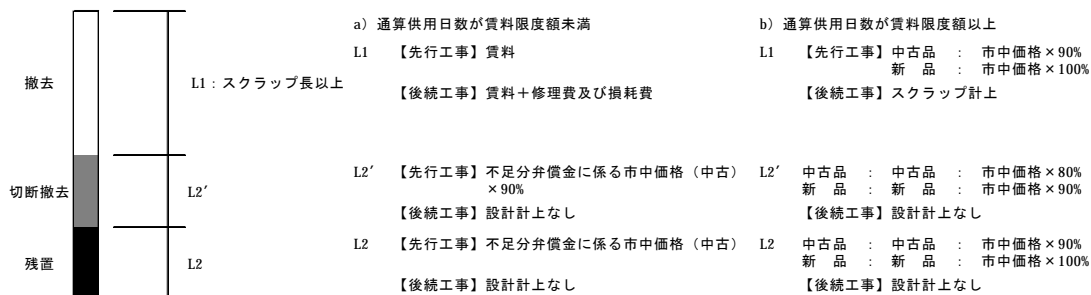 a）通算供用日数が賃料限度額未満
b）通算供用日数が賃料限度額以上
撤去
L1：スクラップ長以上
L1 【先行工事】賃料
【後続工事】賃料＋修理費及び損耗費
L1 【先行工事】中古品 ： 市中価格×90%
新 品 ： 市中価格×100%
【後続工事】スクラップ計上
切断撤去
L2′
L2′ 【先行工事】不足分弁償金に係る市中価格（中古）
×90%
【後続工事】設計計上なし
L2′ 中古品 ： 中古品 ： 市中価格×80%
新 品 ： 新 品 ： 市中価格×90%
【後続工事】設計計上なし
残置
L2
L2 【先行工事】不足分弁償金に係る市中価格（中古）
【後続工事】設計計上なし
L2 中古品 ： 中古品 ： 市中価格×90%
新 品 ： 新 品 ： 市中価格×100%
【後続工事】設計計上なし